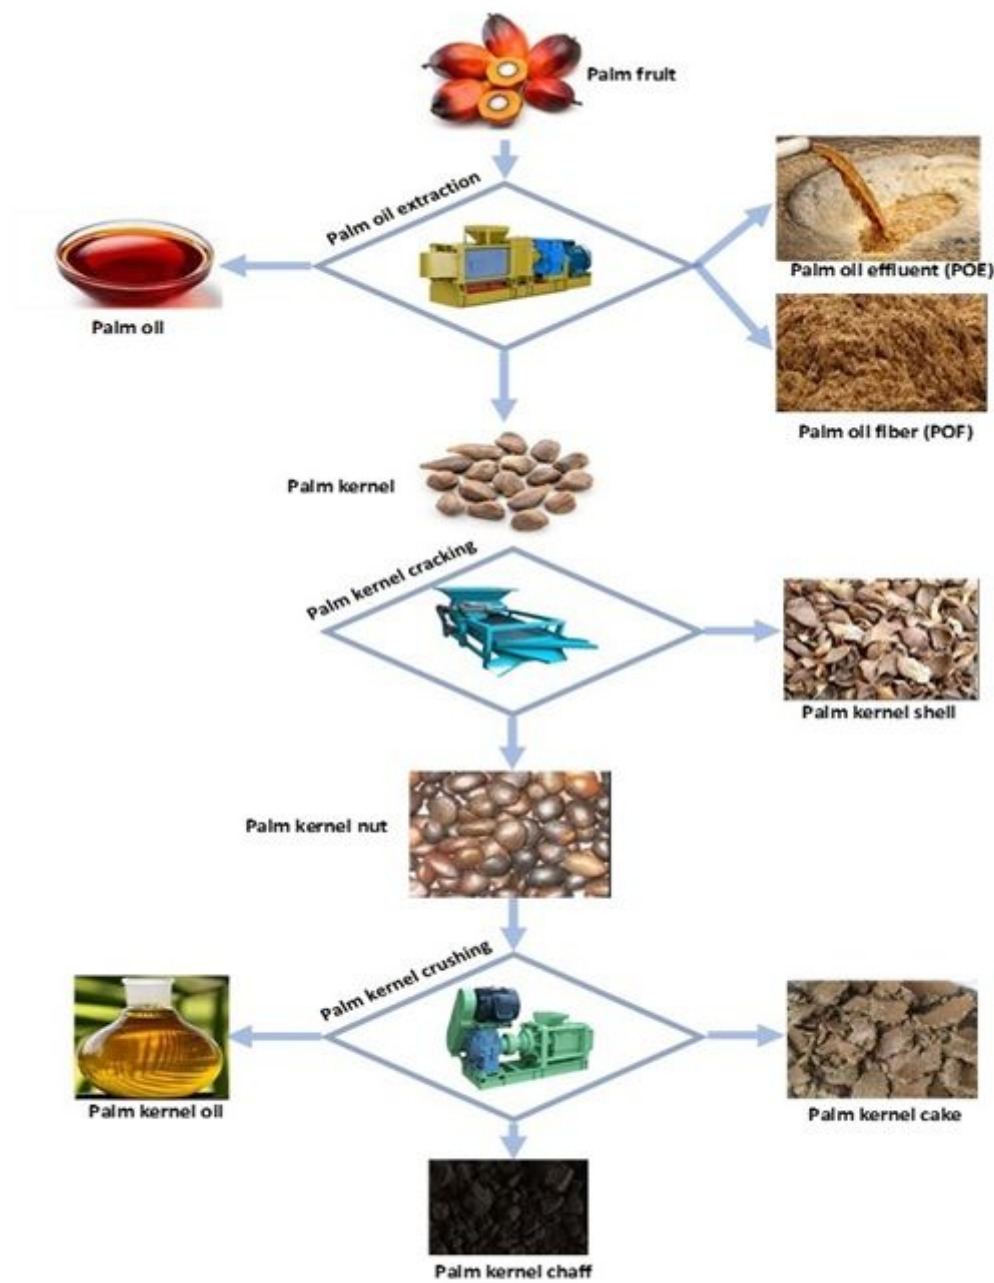 Palm fruit
Palm oil extraction
Palm oil effluent (POE)
Palm oil
Palm oil fiber (POF)
Palm kernel
Palm kernel cracking
Palm kernel shell
Palm kernel nut
Palm kernel crushing
Palm kernel oil
Palm kernel cake
Palm kernel chaff